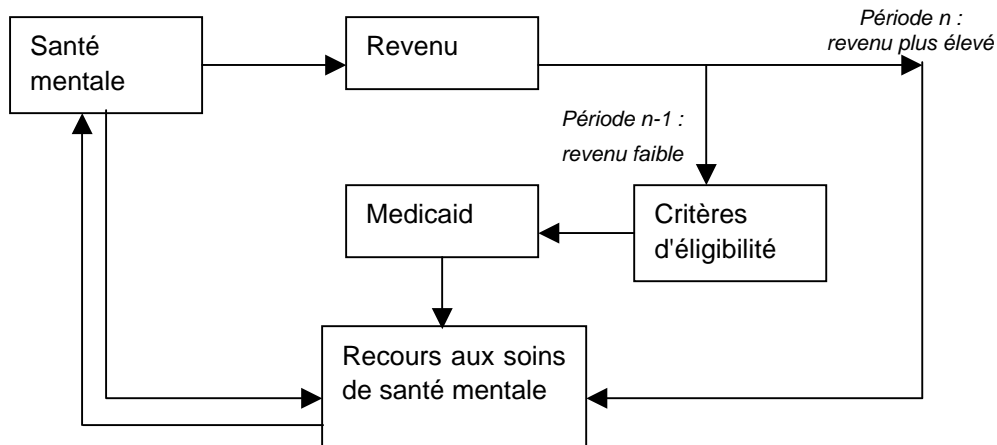 Santé
mentale
Revenu
Période n :
revenu plus élevé
Période n-1 :
revenu faible
Medicaid
Critères
d'éligibilité
Recours aux soins
de santé mentale